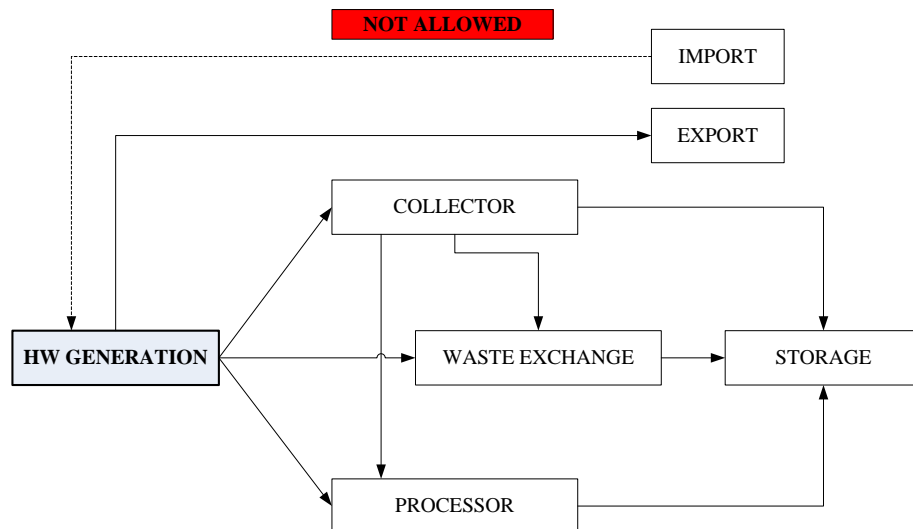 NOT ALLOWED
IMPORT
EXPORT
COLLECTOR
HW GENERATION
WASTE EXCHANGE
STORAGE
PROCESSOR